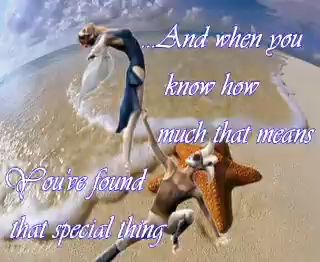 ...And when you
know how
much that means
You've found
that special thing